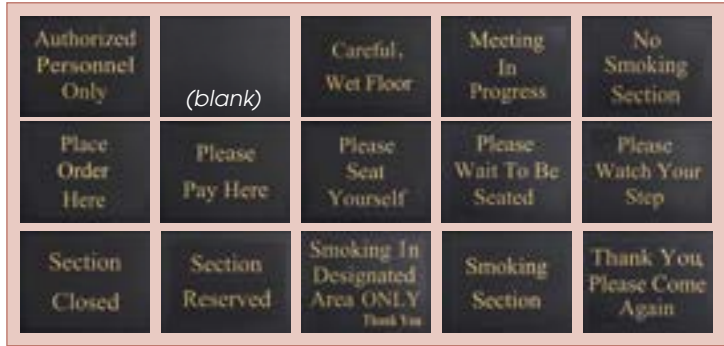 Authorized
Personnel
Only
(blank)
Careful,
Wet Floor
Meeting
In
Progress
No
Smoking
Section
Place
Order
Here
Please
Pay Here
Please
Seat
Yourself
Please
Wait To Be
Seated
Please
Watch Your
Step
Section
Closed
Section
Reserved
Smoking In
Designated
Area ONLY
Thank You
Smoking
Section
Thank You,
Please Come
Again